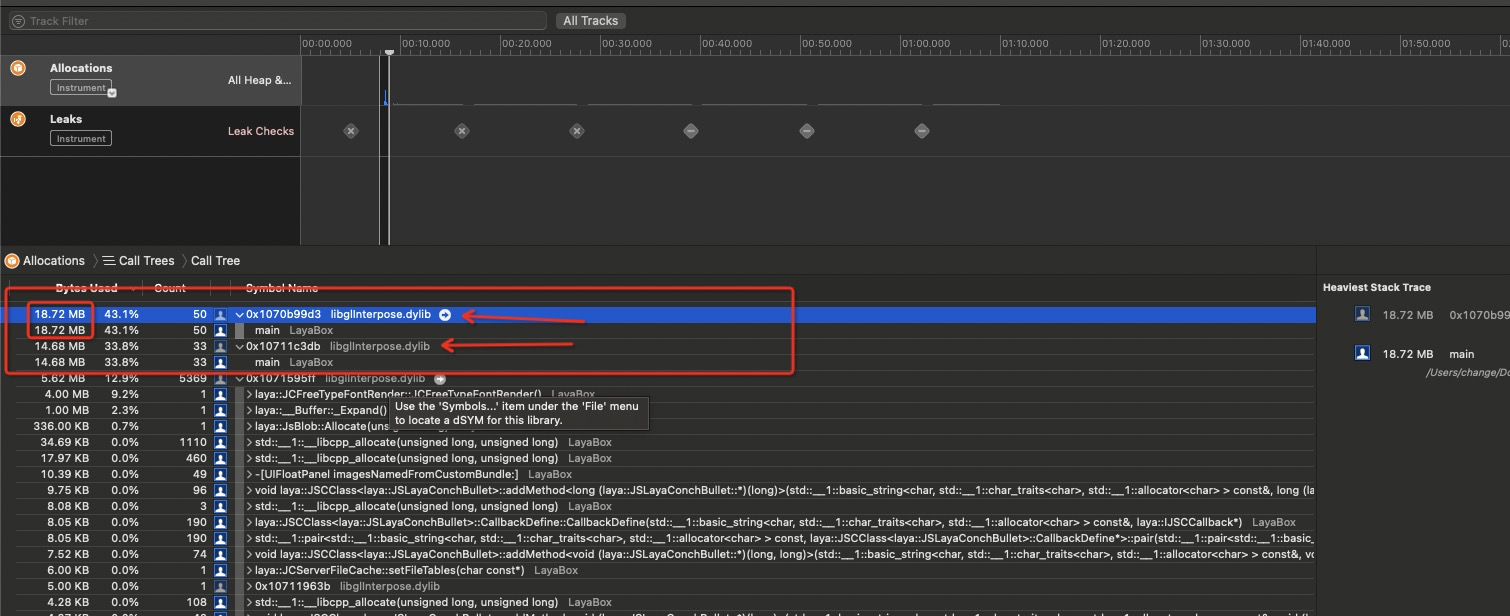 Track Filter All Tracks
00:00.000 00:10.000 00:20.000 00:30.000 00:40.000 00:50.000 01:00.000 01:10.000 01:20.000 01:30.000 01:40.000 01:50.000
Allocations
Instrument
All Heap &...
Leaks
Instrument
Leak Checks
Allocations Call Trees Call Tree
Bytes Used Count Symbol Name
18.72 MB 43.1% 50 0x1070b99d3 libglInterpose.dylib
18.72 MB 43.1% 50 main LayaBox
14.68 MB 33.8% 33 0x10711c3db libglInterpose.dylib
14.68 MB 33.8% 33 main LayaBox
5.62 MB 12.9% 5369 0x1071595ff libglInterpose.dylib
4.00 MB 9.2% 1 laya::JCFreeTypeFontRender::JCFreeTypeFontRender() LayaBox
1.00 MB 2.3% 1 laya::__Buffer::_Expand()
336.00 KB 0.7% 1 laya::JsBlob::Allocate(uns
Use the 'Symbols...' item under the 'File' menu
to locate a dSYM for this library.
34.69 KB 0.0% 1110 std::__1::__libcpp_allocate(unsigned long, unsigned long) LayaBox
17.97 KB 0.0% 460 std::__1::__libcpp_allocate(unsigned long, unsigned long) LayaBox
10.39 KB 0.0% 49 -[UIFloatPanel imagesNamedFromCustomBundle:] LayaBox
9.75 KB 0.0% 96 void laya::JSCClass<laya::JSLayaConchBullet>::addMethod<long (laya::JSLayaConchBullet::*)(long)>(std::__1::basic_string<char, std::__1::char_traits<char>, std::__1::allocator<char> > const&, long (la
8.08 KB 0.0% 3 std::__1::__libcpp_allocate(unsigned long, unsigned long) LayaBox
8.05 KB 0.0% 190 laya::JSCClass<laya::JSLayaConchBullet>::CallbackDefine::CallbackDefine(std::__1::basic_string<char, std::__1::char_traits<char>, std::__1::allocator<char> > const&, laya::IJSCCallback*) LayaBox
8.05 KB 0.0% 190 std::__1::pair<std::__1::basic_string<char, std::__1::char_traits<char>, std::__1::allocator<char> > const, laya::JSCClass<laya::JSLayaConchBullet>::CallbackDefine*>::pair(std::__1::pair<std::__1::basic_
7.52 KB 0.0% 74 void laya::JSCClass<laya::JSLayaConchBullet>::addMethod<void (laya::JSLayaConchBullet::*)(long, long)>(std::__1::basic_string<char, std::__1::char_traits<char>, std::__1::allocator<char> > const&, vo
6.00 KB 0.0% 1 laya::JCServerFileCache::setFileTables(char const*) LayaBox
5.00 KB 0.0% 1 0x10711963b libglInterpose.dylib
4.28 KB 0.0% 108 std::__1::__libcpp_allocate(unsigned long, unsigned long) LayaBox
Heaviest Stack Trace
18.72 MB 0x1070b99
18.72 MB main
/Users/change/Do